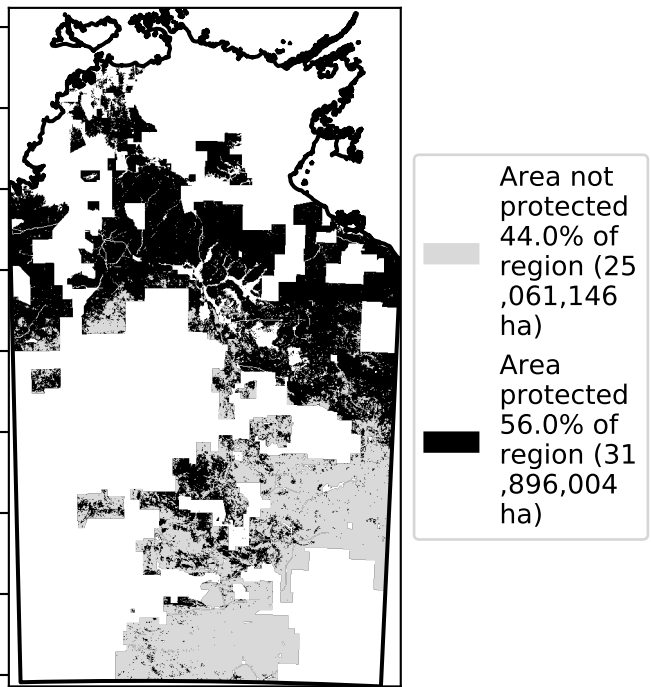 Area not
protected
44.0% of
region (25
,061,146
ha)
Area
protected
56.0% of
region (31
,896,004
ha)